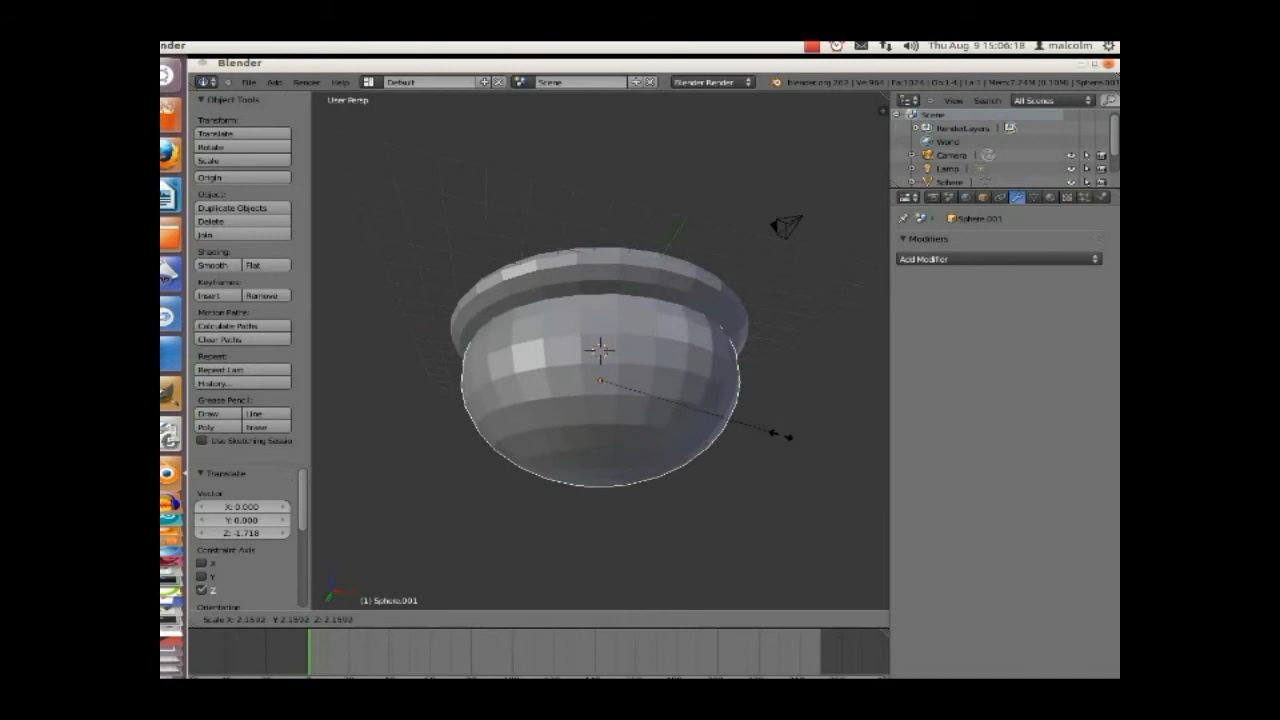 nder
Thu Aug 9 15:06:18 malcolm
Blender
File Add Render Help Default Scene Blender Render
Object Tools
User Persp
View Search All Scenes
Transform:
Translate
Rotate
Scale
Origin
Object:
Duplicate Objects
Delete
Join
Shading:
Smooth Flat
Keyframes:
Insert Remove
Motion Paths:
Calculate Paths
Clear Paths
Repeat:
Repeat Last
History...
Grease Pencil:
Draw Line
Poly Erase
Use Sketching Sessio
Translate
Vector
X: 0.000
Y: 0.000
Z: -1.718
Constraint Axis
X
Y
Z
Orientation
(1) Sphere.001
Scene
RenderLayers
World
Camera
Lamp
Sphere
Sphere.001
Modifiers
Add Modifier